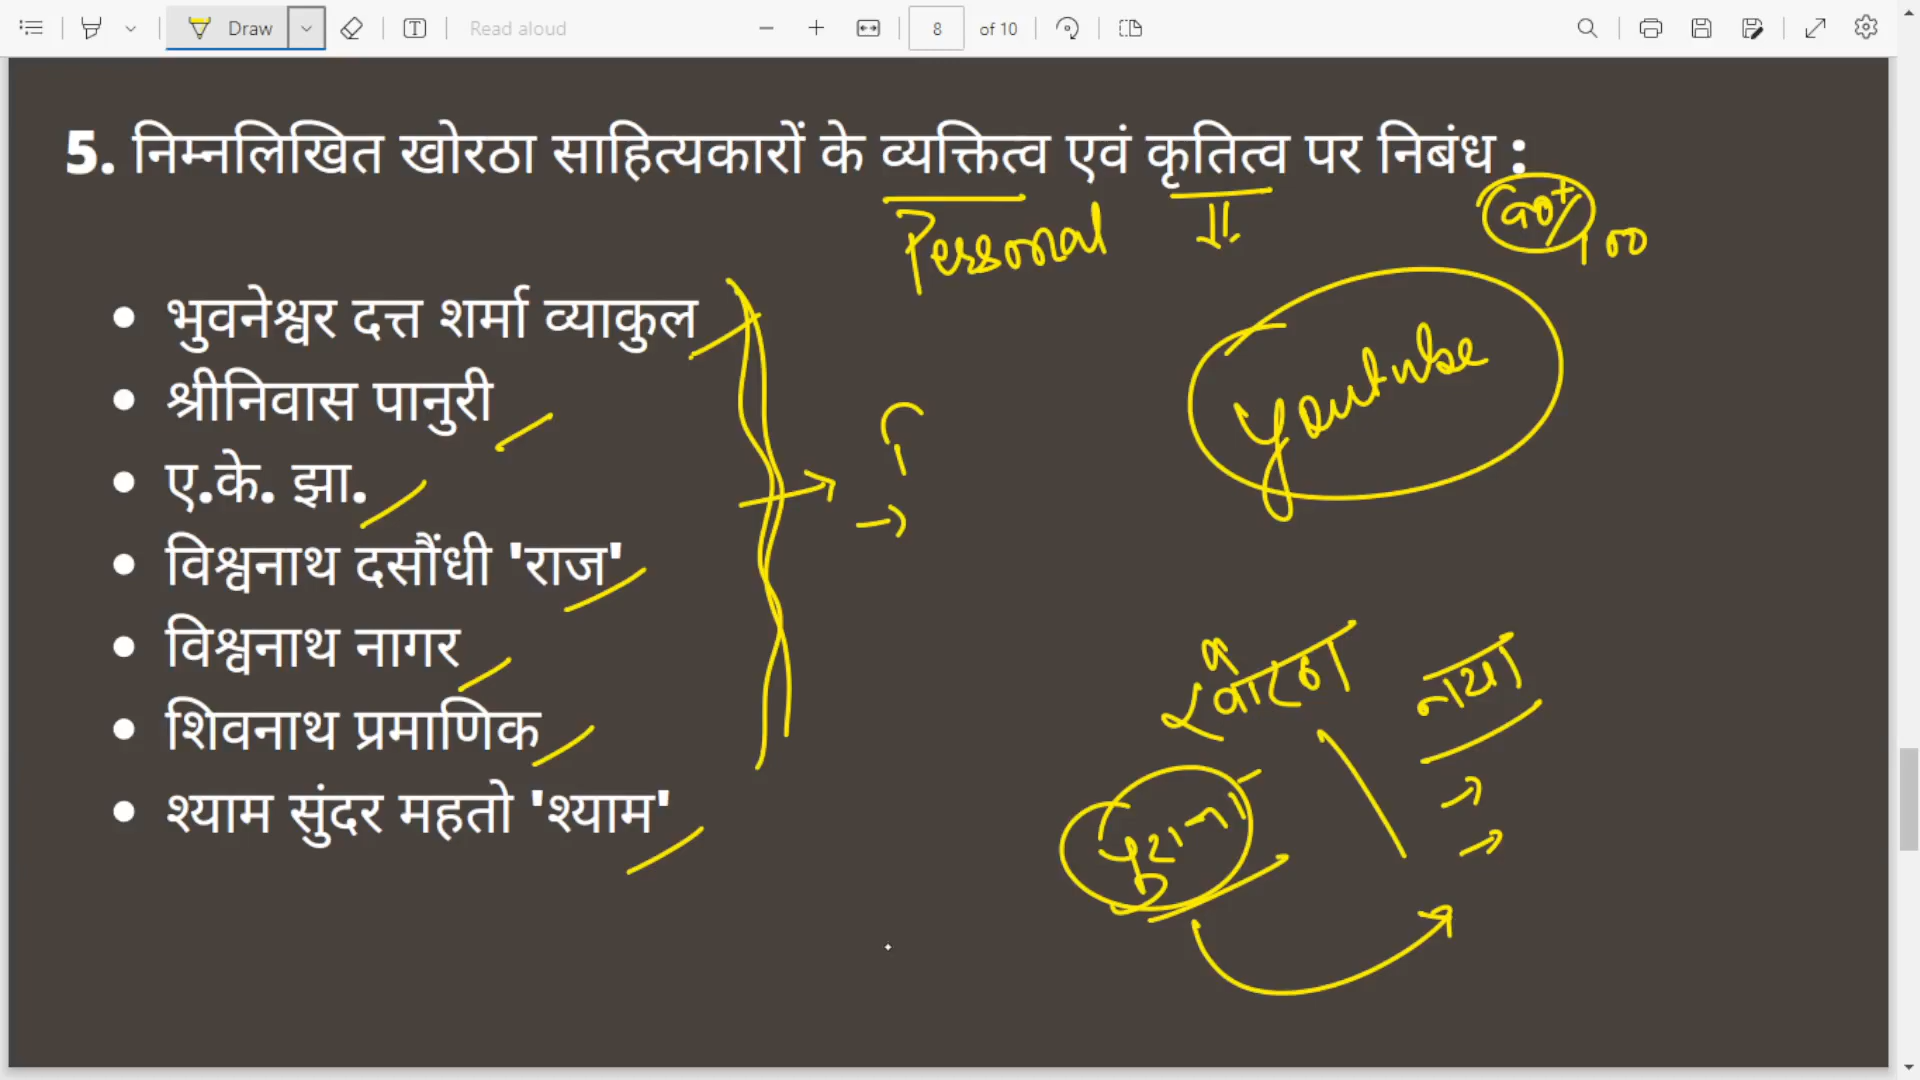 Draw
Read aloud
8 of 10
5. निम्नलिखित खोरठा साहित्यकारों के व्यक्तित्व एवं कृतित्व पर निबंध :
Personal
90+/100
• भुवनेश्वर दत्त शर्मा व्याकुल
• श्रीनिवास पानुरी
• ए.के. झा.
• विश्वनाथ दसौंधी 'राज'
• विश्वनाथ नागर
• शिवनाथ प्रमाणिक
• श्याम सुंदर महतो 'श्याम'
Youtube
खोरठा
नया
पुराना